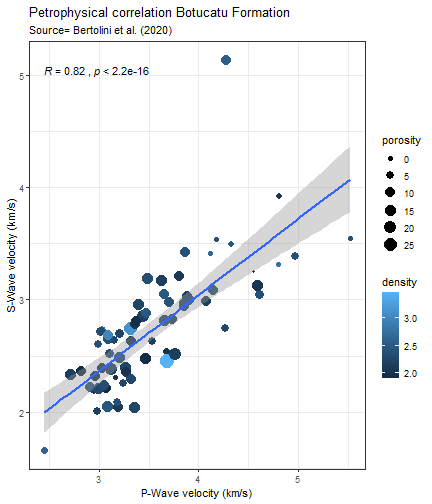 Petrophysical correlation Botucatu Formation
Source= Bertolini et al. (2020)
R = 0.82 , p < 2.2e-16
5
4
3
2
S-Wave velocity (km/s)
3
4
5
P-Wave velocity (km/s)
porosity
0
5
10
15
20
25
density
3.0
2.5
2.0